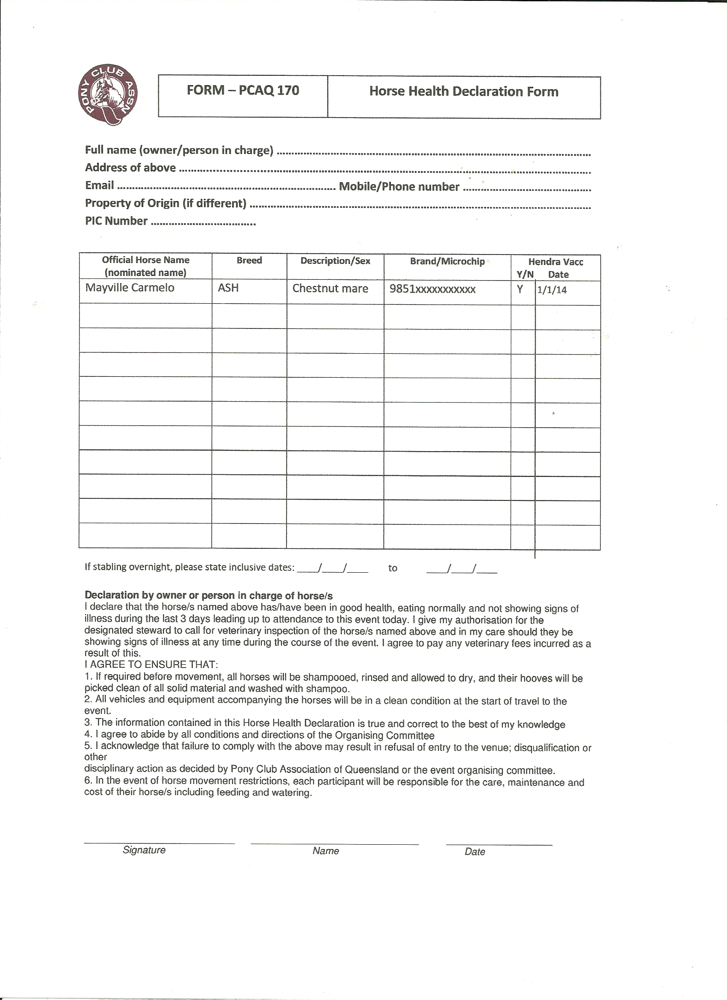 PONY CLUB ASSN
FORM – PCAQ 170 Horse Health Declaration Form
Full name (owner/person in charge) ........................................
Address of above ........................................
Email ........................................ Mobile/Phone number ........................................
Property of Origin (if different) ........................................
PIC Number ........................................
Official Horse Name Breed Description/Sex Brand/Microchip Hendra Vacc
(nominated name) Y/N Date
Mayville Carmelo ASH Chestnut mare 9851xxxxxxxxxxx Y 1/1/14
If stabling overnight, please state inclusive dates: ____/____/____ to ____/____/____
Declaration by owner or person in charge of horse/s
I declare that the horse/s named above has/have been in good health, eating normally and not showing signs of
illness during the last 3 days leading up to attendance to this event today. I give my authorisation for the
designated steward to call for veterinary inspection of the horse/s named above and in my care should they be
showing signs of illness at any time during the course of the event. I agree to pay any veterinary fees incurred as a
result of this.
I AGREE TO ENSURE THAT:
1. If required before movement, all horses will be shampooed, rinsed and allowed to dry, and their hooves will be
picked clean of all solid material and washed with shampoo.
2. All vehicles and equipment accompanying the horses will be in a clean condition at the start of travel to the
event.
3. The information contained in this Horse Health Declaration is true and correct to the best of my knowledge
4. I agree to abide by all conditions and directions of the Organising Committee
5. I acknowledge that failure to comply with the above may result in refusal of entry to the venue; disqualification or
other
disciplinary action as decided by Pony Club Association of Queensland or the event organising committee.
6. In the event of horse movement restrictions, each participant will be responsible for the care, maintenance and
cost of their horse/s including feeding and watering.
Signature Name Date